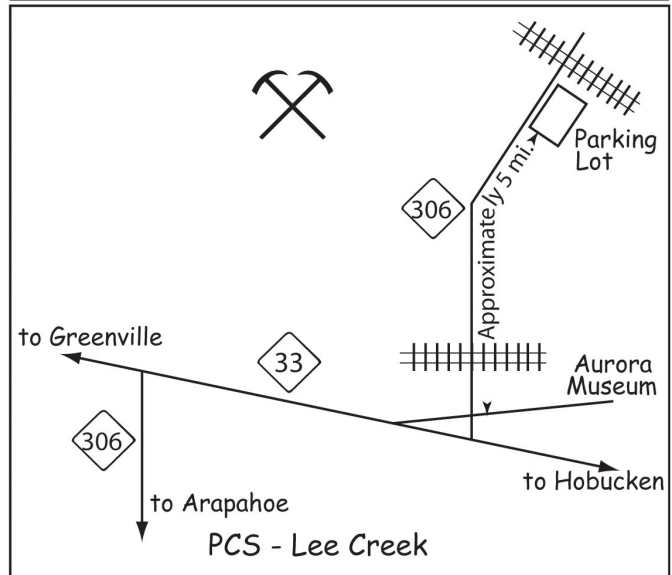 Parking
Lot
306
Approximately 5 mi.
to Greenville
33
Aurora
Museum
306
to Hobucken
to Arapahoe
PCS - Lee Creek